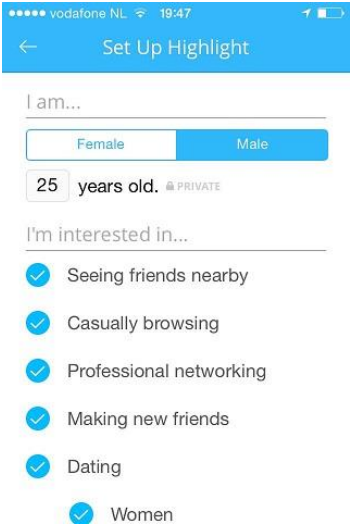 vodafone NL 19:47
Set Up Highlight
I am...
Female Male
25 years old. PRIVATE
I'm interested in...
Seeing friends nearby
Casually browsing
Professional networking
Making new friends
Dating
Women